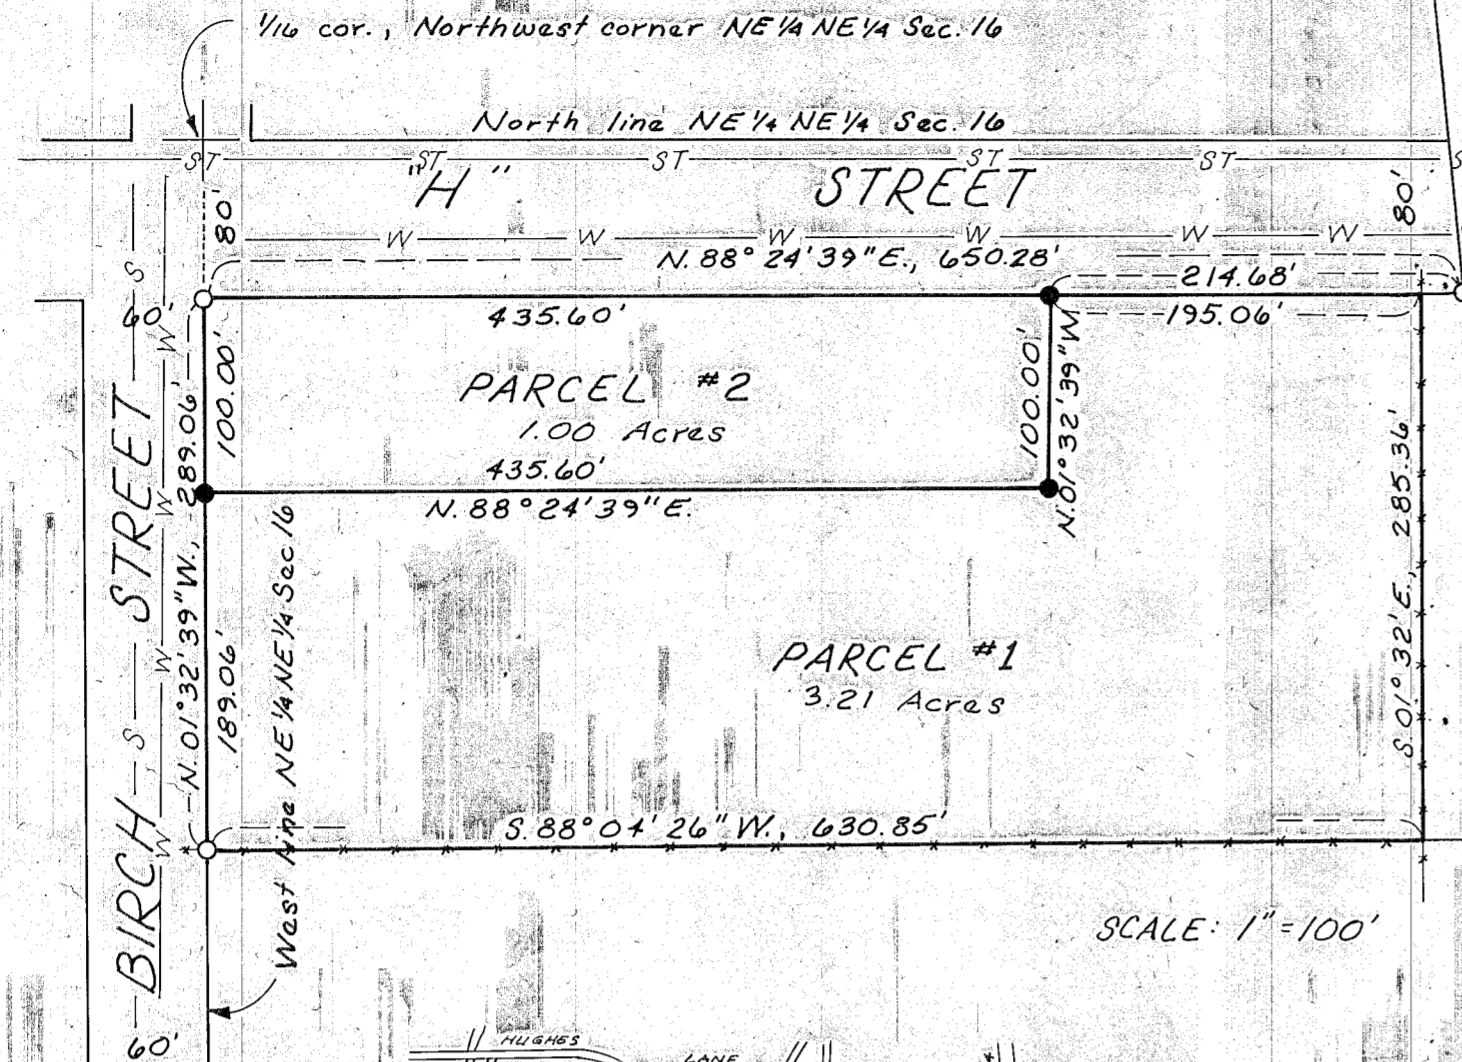 1/16 cor., Northwest corner NE 1/4 NE 1/4 Sec. 16
North line NE 1/4 NE 1/4 Sec. 16
ST ST ST ST ST S
"H" STREET
80' 80'
W W W W W W
N. 88° 24' 39" E., 650.28'
214.68'
60' 435.60' 195.06'
100.00'
100.00'
N. 01° 32' 39" W
PARCEL #2
1.00 Acres
435.60'
N. 88° 24' 39" E.
S S
W W W W
BIRCH STREET
N. 01° 32' 39" W., 289.06'
189.06'
West line NE 1/4 NE 1/4 Sec 16
PARCEL #1
3.21 Acres
S. 01° 32' E., 285.36'
S. 88° 04' 26" W., 630.85'
SCALE: 1" = 100'
60'
HUGHES
LANE